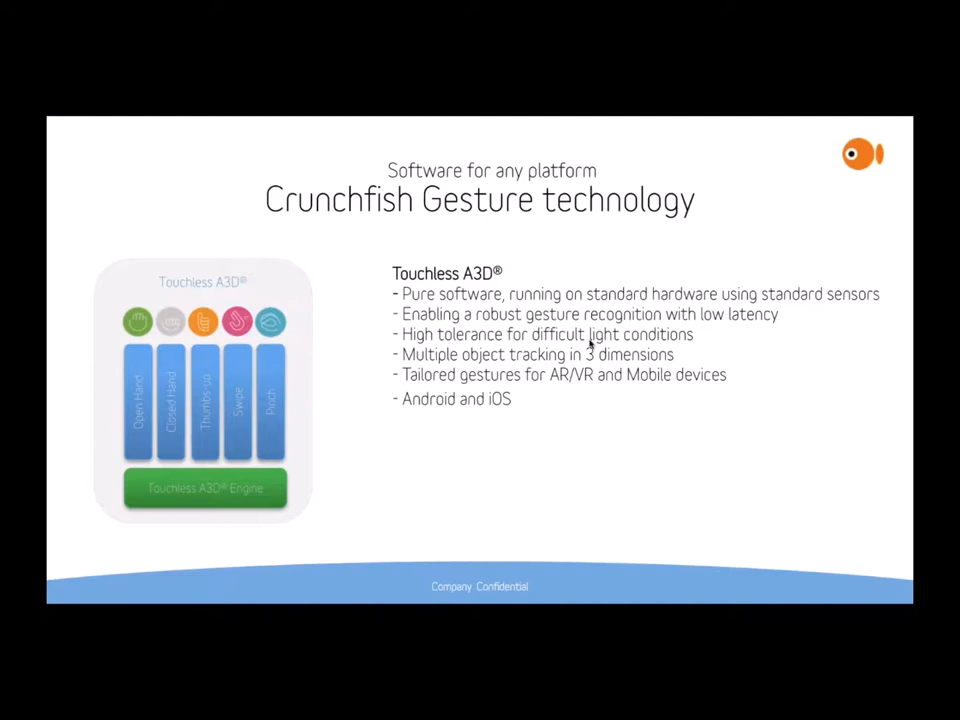 Software for any platform
Crunchfish Gesture technology
Touchless A3D®
Open Hand
Closed Hand
Thumbs-up
Swipe
Pinch
Touchless A3D® Engine
Touchless A3D®
- Pure software, running on standard hardware using standard sensors
- Enabling a robust gesture recognition with low latency
- High tolerance for difficult light conditions
- Multiple object tracking in 3 dimensions
- Tailored gestures for AR/VR and Mobile devices
- Android and iOS
Company Confidential